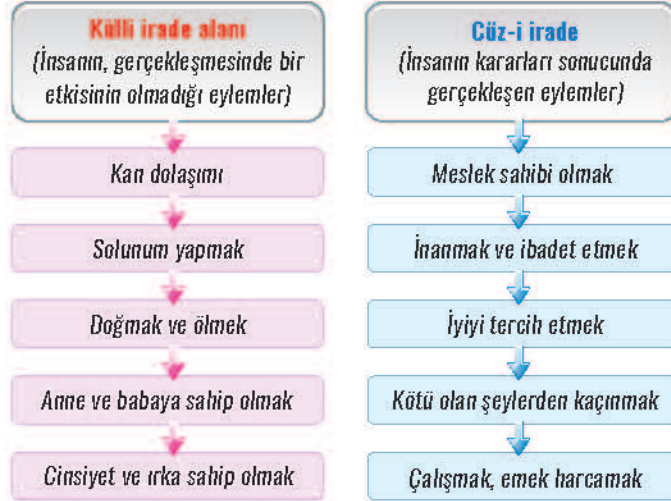 Külli irade alanı
(İnsanın, gerçekleşmesinde bir
etkisinin olmadığı eylemler)
Kan dolaşımı
Solunum yapmak
Doğmak ve ölmek
Anne ve babaya sahip olmak
Cinsiyet ve ırka sahip olmak
Cüz-i irade
(İnsanın kararları sonucunda
gerçekleşen eylemler)
Meslek sahibi olmak
İnanmak ve ibadet etmek
İyiyi tercih etmek
Kötü olan şeylerden kaçınmak
Çalışmak, emek harcamak